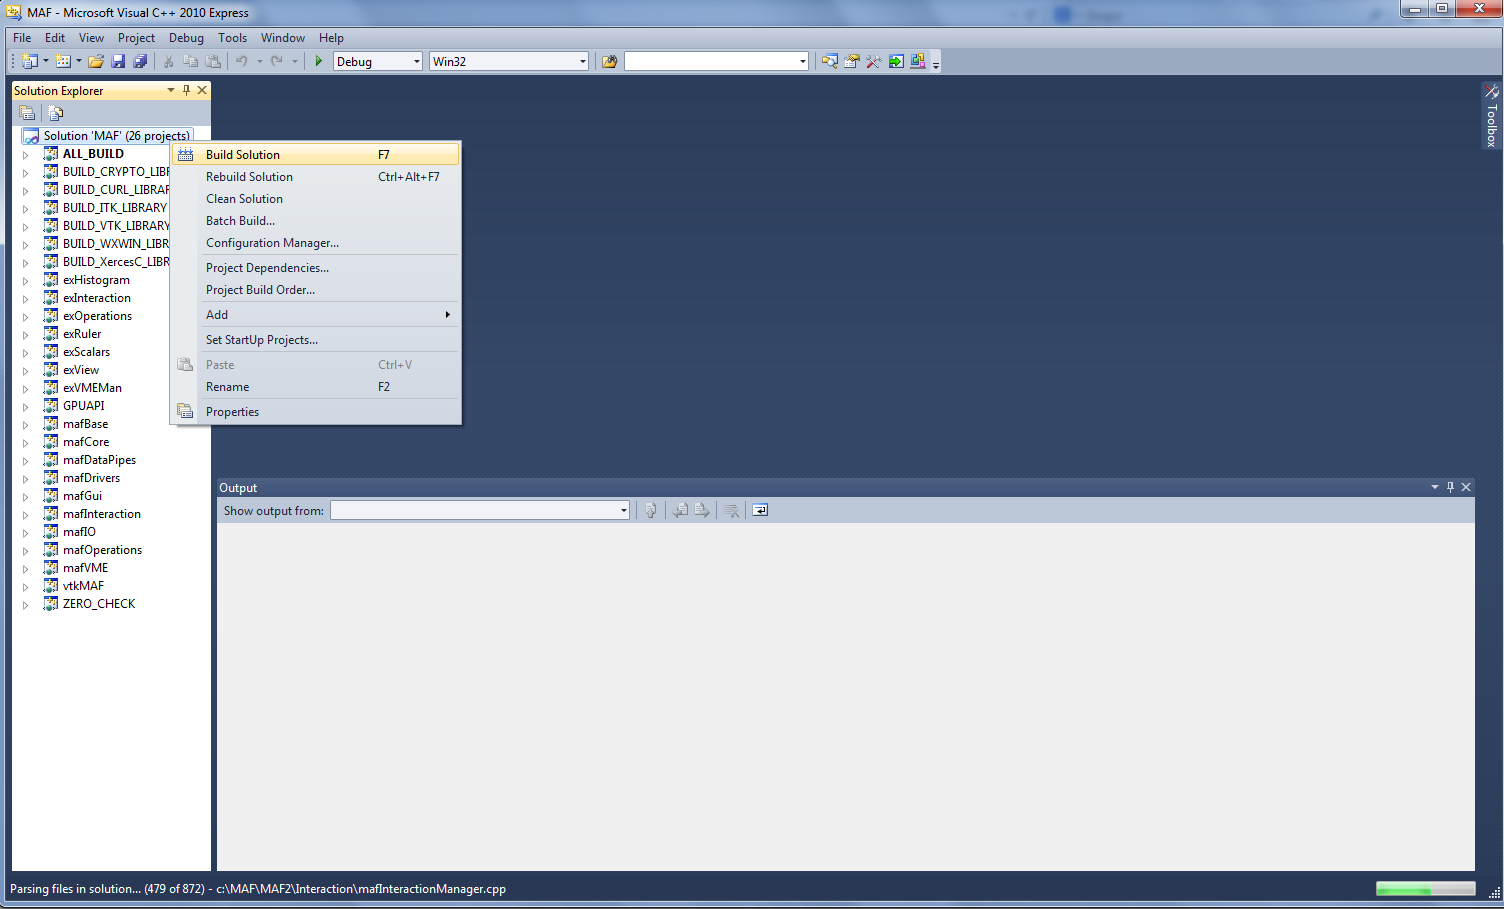 MAF - Microsoft Visual C++ 2010 Express
File Edit View Project Debug Tools Window Help
Debug Win32
Solution Explorer
Solution 'MAF' (26 projects)
ALL_BUILD
BUILD_CRYPTO_LIBR
BUILD_CURL_LIBRAR
BUILD_ITK_LIBRARY
BUILD_VTK_LIBRARY
BUILD_WXWIN_LIBR
BUILD_XercesC_LIBR
exHistogram
exInteraction
exOperations
exRuler
exScalars
exView
exVMEMan
GPUAPI
mafBase
mafCore
mafDataPipes
mafDrivers
mafGui
mafInteraction
mafIO
mafOperations
mafVME
vtkMAF
ZERO_CHECK
Build Solution F7
Rebuild Solution Ctrl+Alt+F7
Clean Solution
Batch Build...
Configuration Manager...
Project Dependencies...
Project Build Order...
Add
Set StartUp Projects...
Paste Ctrl+V
Rename F2
Properties
Toolbox
Output
Show output from:
Parsing files in solution... (479 of 872) - c:\MAF\MAF2\Interaction\mafInteractionManager.cpp